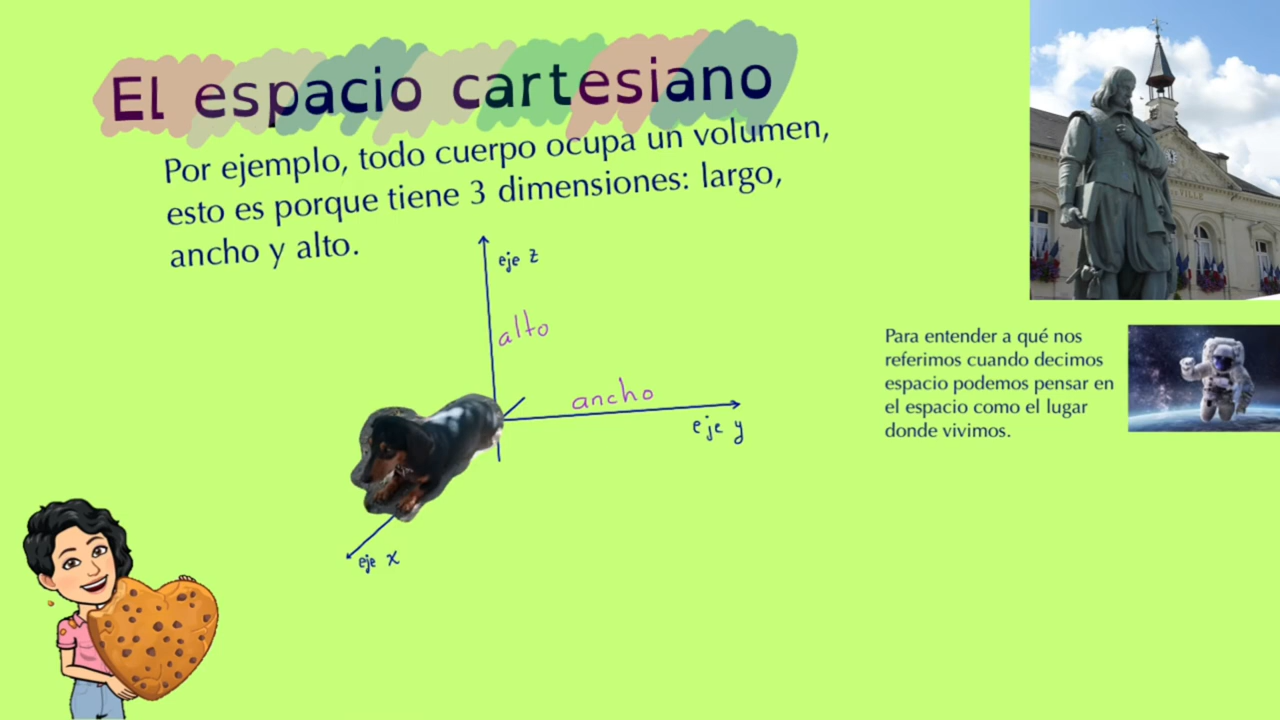 El espacio cartesiano
Por ejemplo, todo cuerpo ocupa un volumen,
esto es porque tiene 3 dimensiones: largo,
ancho y alto.
eje z
alto
ancho
eje y
eje x
Para entender a qué nos
referimos cuando decimos
espacio podemos pensar en
el espacio como el lugar
donde vivimos.
VILLE